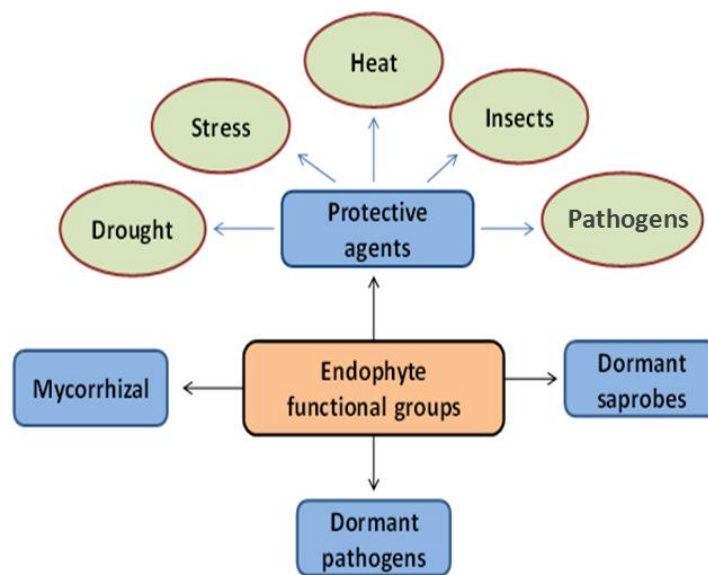 Heat
Stress
Insects
Drought
Protective
agents
Pathogens
Mycorrhizal
Endophyte
functional groups
Dormant
saprobes
Dormant
pathogens